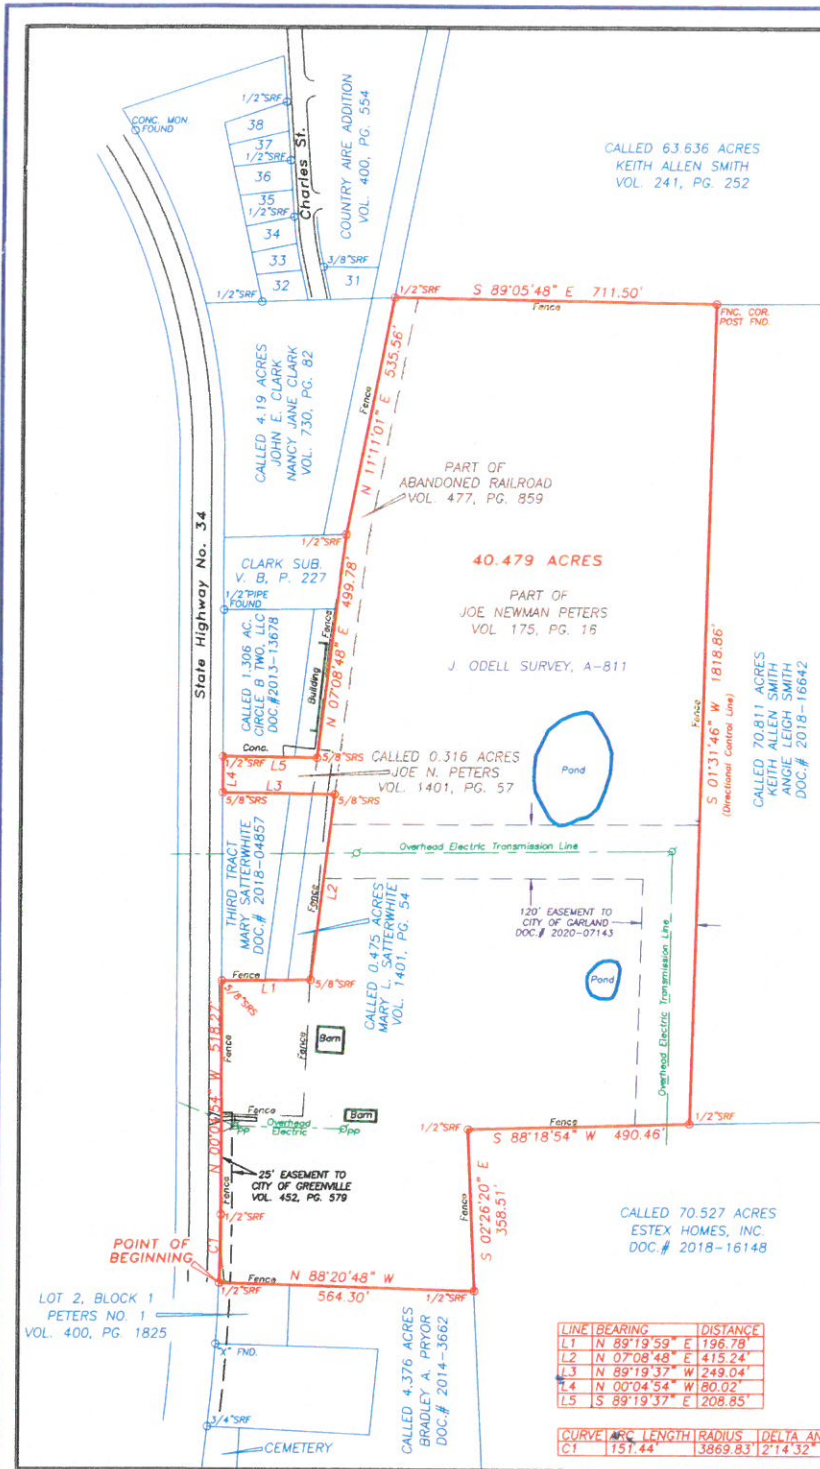 CONC. MON.
FOUND
1/2"SRF
38
37
1/2"SRF
36
35
1/2"SRF
34
33
32
1/2"SRF
Charles St.
COUNTRY AIRE ADDITION
VOL. 400, PG. 554
3/8"SRF
31
CALLED 63.636 ACRES
KEITH ALLEN SMITH
VOL. 241, PG. 252
1/2"SRF
S 89°05'48" E 711.50'
Fence
FNC. COR.
POST FND.
CALLED 4.19 ACRES
JOHN E. CLARK
NANCY JANE CLARK
VOL. 730, PG. 82
Fence
N 11°11'01" E 535.56'
PART OF
ABANDONED RAILROAD
VOL. 477, PG. 859
State Highway No. 34
1/2"SRF
CLARK SUB.
V. B, P. 227
1/2"PIPE
FOUND
40.479 ACRES
PART OF
JOE NEWMAN PETERS
VOL 175, PG. 16
J. ODELL SURVEY, A-811
CALLED 1.306 AC.
CIRCLE B TWO, LLC
DOC.#2013-13678
Building
Fence
N 07°08'48" E 499.78'
Fence
S 01°31'46" W 1818.86'
(Directional Control Line)
CALLED 70.811 ACRES
KEITH ALLEN SMITH
ANGIE LEIGH SMITH
DOC.# 2018-16642
Conc.
1/2"SRF
L5
5/8"SRS
CALLED 0.316 ACRES
JOE N. PETERS
VOL. 1401, PG. 57
L4
L3
5/8"SRS
5/8"SRS
Pond
Overhead Electric Transmission Line
THIRD TRACT
MARY SATTERWHITE
DOC.# 2018-04857
Fence
L2
CALLED 0.475 ACRES
MARY L. SATTERWHITE
VOL. 1401, PG. 54
120' EASEMENT TO
CITY OF GARLAND
DOC.# 2020-07143
Overhead Electric Transmission Line
Pond
Fence
L1
5/8"SRF
5/8"SRS
N 00°04'54" W 518.27'
Fence
Fence
Barn
Fence
Barn
PP
Overhead
Electric
PP
1/2"SRF
Fence
S 88°18'54" W 490.46'
1/2"SRF
25' EASEMENT TO
CITY OF GREENVILLE
VOL. 452, PG. 579
Fence
1/2"SRF
C1
Fence
S 02°26'20" E
358.51'
CALLED 70.527 ACRES
ESTEX HOMES, INC.
DOC.# 2018-16148
POINT OF
BEGINNING
1/2"SRF
Fence
N 88°20'48" W
564.30'
1/2"SRF
LOT 2, BLOCK 1
PETERS NO. 1
VOL. 400, PG. 1825
"X" FND.
3/4"SRF
CEMETERY
CALLED 4.376 ACRES
BRADLEY A. PRYOR
DOC.# 2014-3662
LINE BEARING DISTANCE
L1 N 89°19'59" E 196.78'
L2 N 07°08'48" E 415.24'
L3 N 89°19'37" W 249.04'
L4 N 00°04'54" W 80.02'
L5 S 89°19'37" E 208.85'
CURVE ARC LENGTH RADIUS DELTA AN
C1 151.44' 3869.83' 2°14'32"